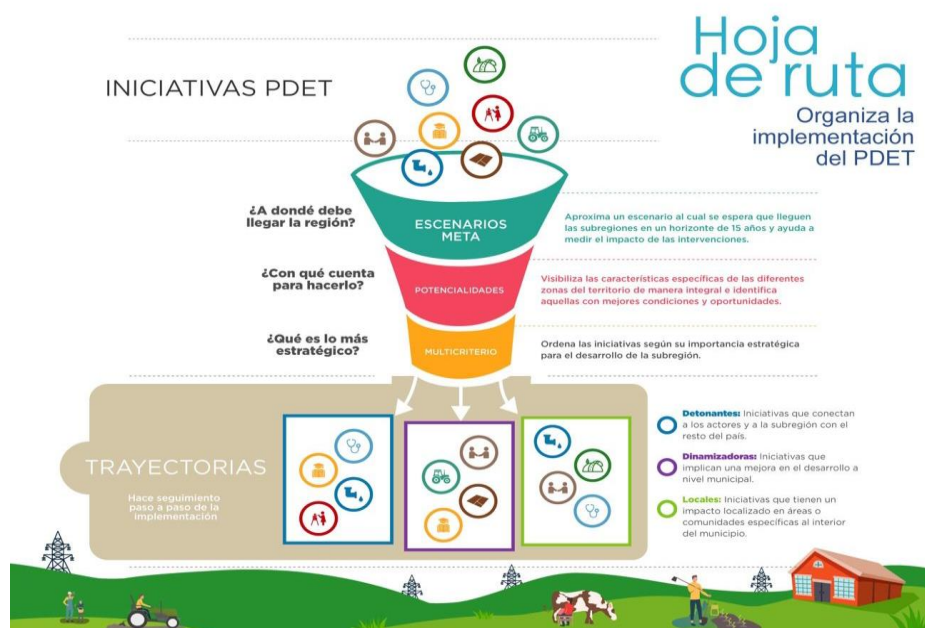 Hoja
de ruta
Organiza la
implementación
del PDET
INICIATIVAS PDET
¿A dondé debe
llegar la región?
ESCENARIOS
META
Aproxima un escenario al cual se espera que lleguen
las subregiones en un horizonte de 15 años y ayuda a
medir el impacto de las intervenciones.
¿Con qué cuenta
para hacerlo?
POTENCIALIDADES
Visibiliza las características específicas de las diferentes
zonas del territorio de manera integral e identifica
aquellas con mejores condiciones y oportunidades.
¿Qué es lo más
estratégico?
MULTICRITERIO
Ordena las iniciativas según su importancia estratégica
para el desarrollo de la subregión.
TRAYECTORIAS
Hace seguimiento
paso a paso de la
implementación
Detonantes: Iniciativas que conectan
a los actores y a la subregión con el
resto del país.
Dinamizadoras: Iniciativas que
implican una mejora en el desarrollo a
nivel municipal.
Locales: Iniciativas que tienen un
impacto localizado en áreas o
comunidades específicas al interior
del municipio.